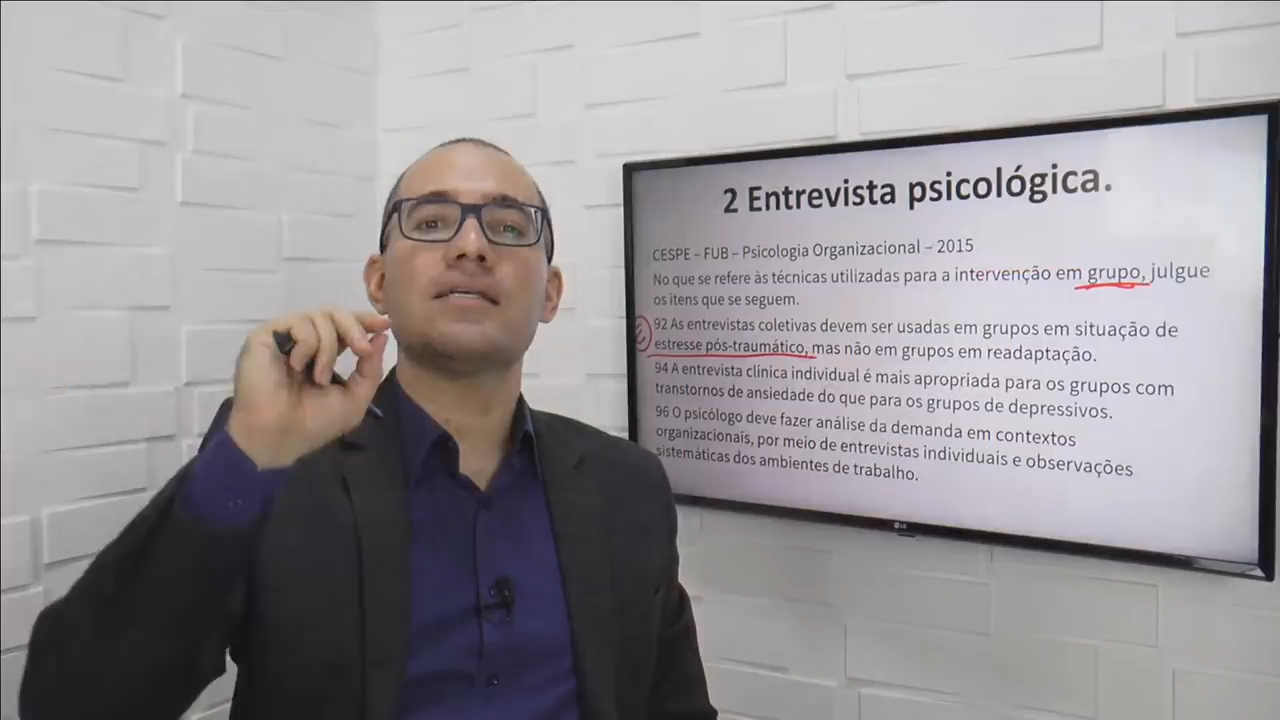 2 Entrevista psicológica.
CESPE – FUB – Psicologia Organizacional – 2015
No que se refere às técnicas utilizadas para a intervenção em grupo, julgue
os itens que se seguem.
92 As entrevistas coletivas devem ser usadas em grupos em situação de
estresse pós-traumático, mas não em grupos em readaptação.
94 A entrevista clínica individual é mais apropriada para os grupos com
transtornos de ansiedade do que para os grupos de depressivos.
96 O psicólogo deve fazer análise da demanda em contextos
organizacionais, por meio de entrevistas individuais e observações
sistemáticas dos ambientes de trabalho.
LG